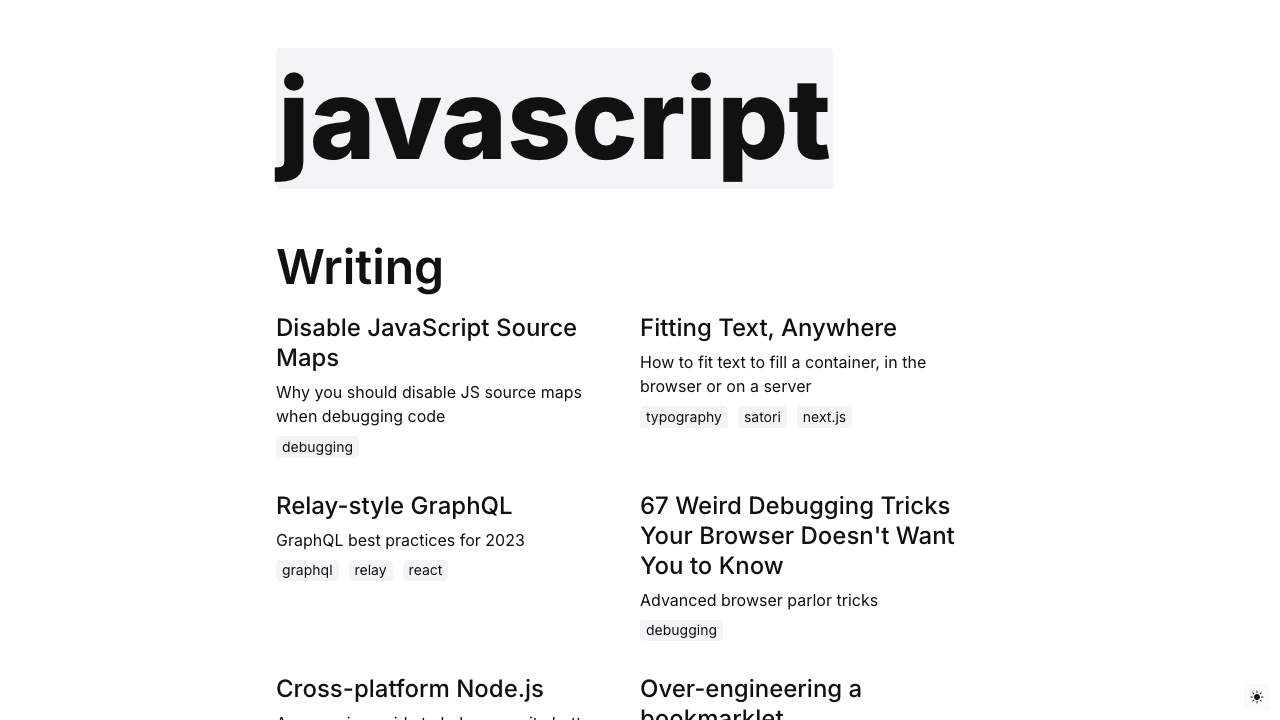 javascript
Writing
Disable JavaScript Source
Maps
Why you should disable JS source maps
when debugging code
debugging
Fitting Text, Anywhere
How to fit text to fill a container, in the
browser or on a server
typography satori next.js
Relay-style GraphQL
GraphQL best practices for 2023
graphql relay react
67 Weird Debugging Tricks
Your Browser Doesn't Want
You to Know
Advanced browser parlor tricks
debugging
Cross-platform Node.js
Over-engineering a
bookmarklet